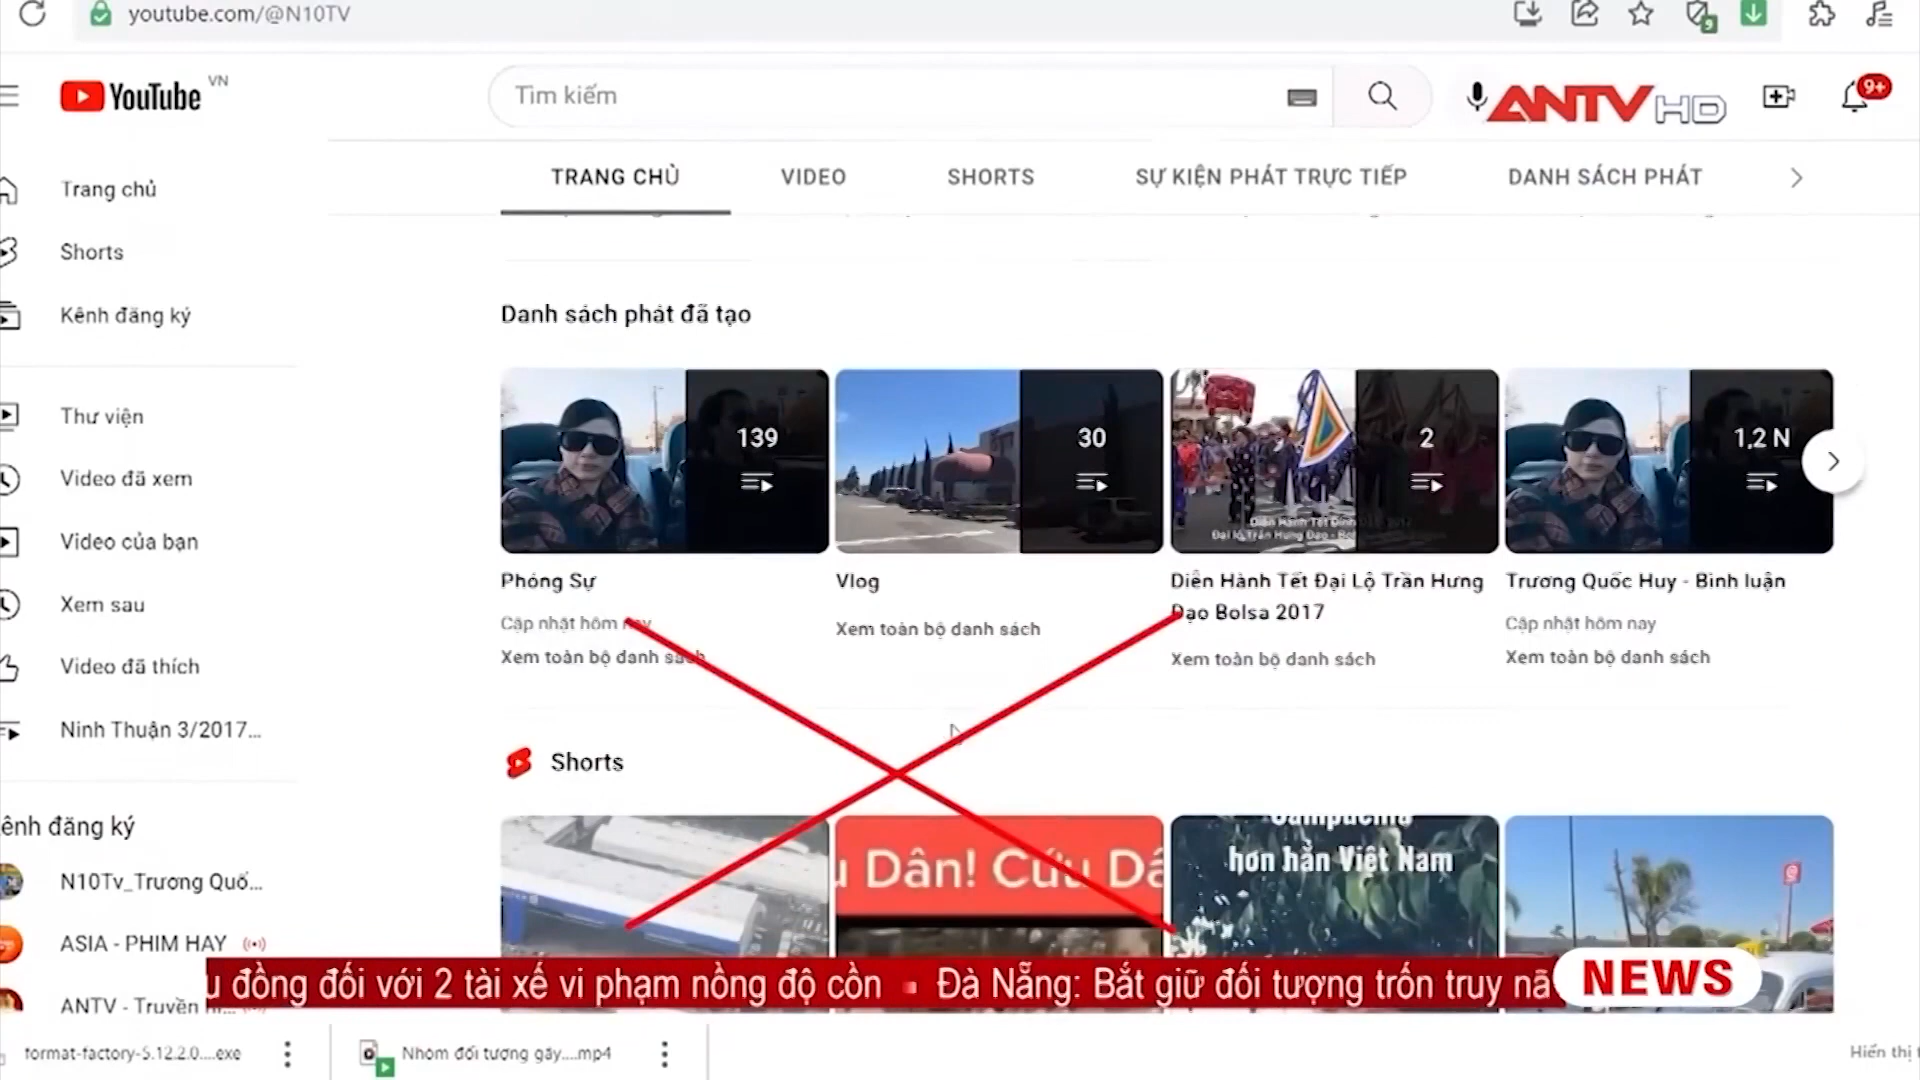 youtube.com/@N10TV
YouTube VN
Tìm kiếm
ANTV HD
9+
TRANG CHỦ
VIDEO
SHORTS
SỰ KIỆN PHÁT TRỰC TIẾP
DANH SÁCH PHÁT
Trang chủ
Shorts
Kênh đăng ký
Thư viện
Video đã xem
Video của bạn
Xem sau
Video đã thích
Ninh Thuận 3/2017...
ênh đăng ký
N10Tv_Trương Quố...
ASIA - PHIM HAY
ANTV - Truyền
Danh sách phát đã tạo
139
Phóng Sự
Cập nhật hôm nay
Xem toàn bộ danh sách
30
Vlog
Xem toàn bộ danh sách
2
Diễn Hành Tết Đại Lộ Trần Hưng
Đạo Bolsa 2017
Xem toàn bộ danh sách
1,2 N
Trương Quốc Huy - Bình luận
Cập nhật hôm nay
Xem toàn bộ danh sách
Shorts
Dân! Cứu
hơn hẳn Việt Nam
đồng đối với 2 tài xế vi phạm nồng độ cồn ▪ Đà Nẵng: Bắt giữ đối tượng trốn truy nã
NEWS
format-factory-5.12.2.0....exe
Nhóm đối tượng gây....mp4
Hiển thị